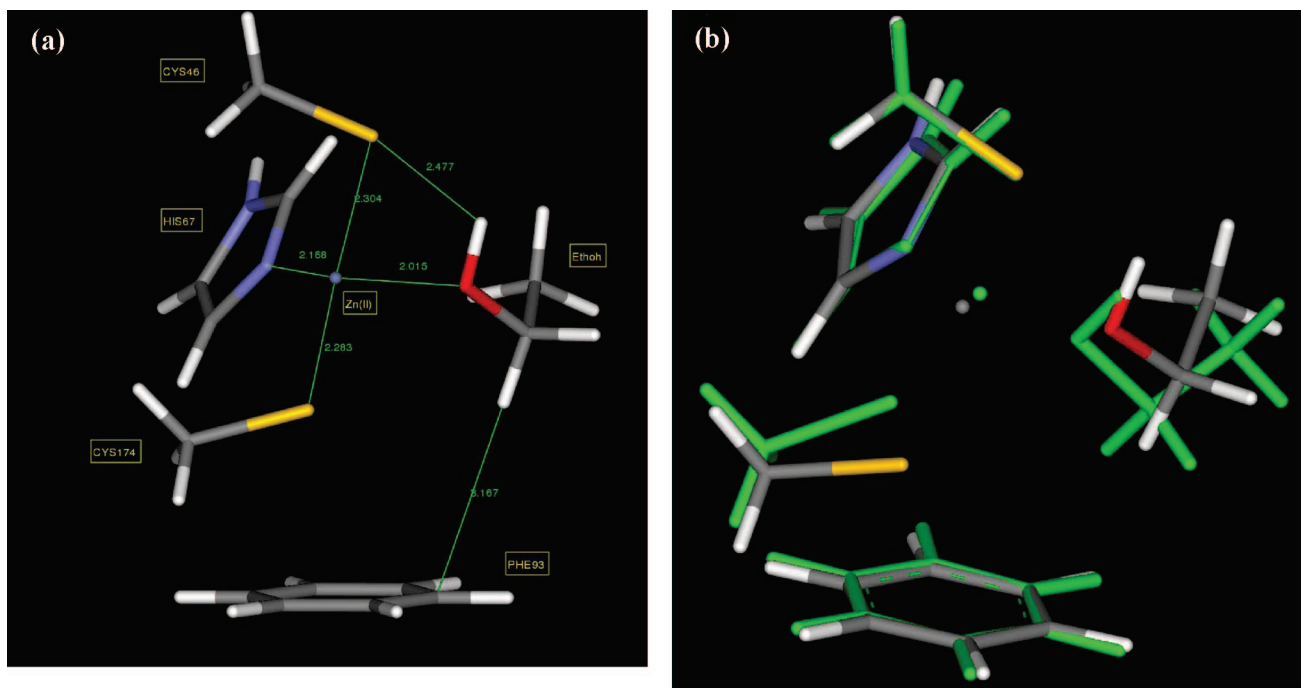 (a)
CYS46
2.477
2.304
HIS67
2.168
2.015
Ethoh
Zn(II)
2.283
CYS174
3.167
PHE93
(b)